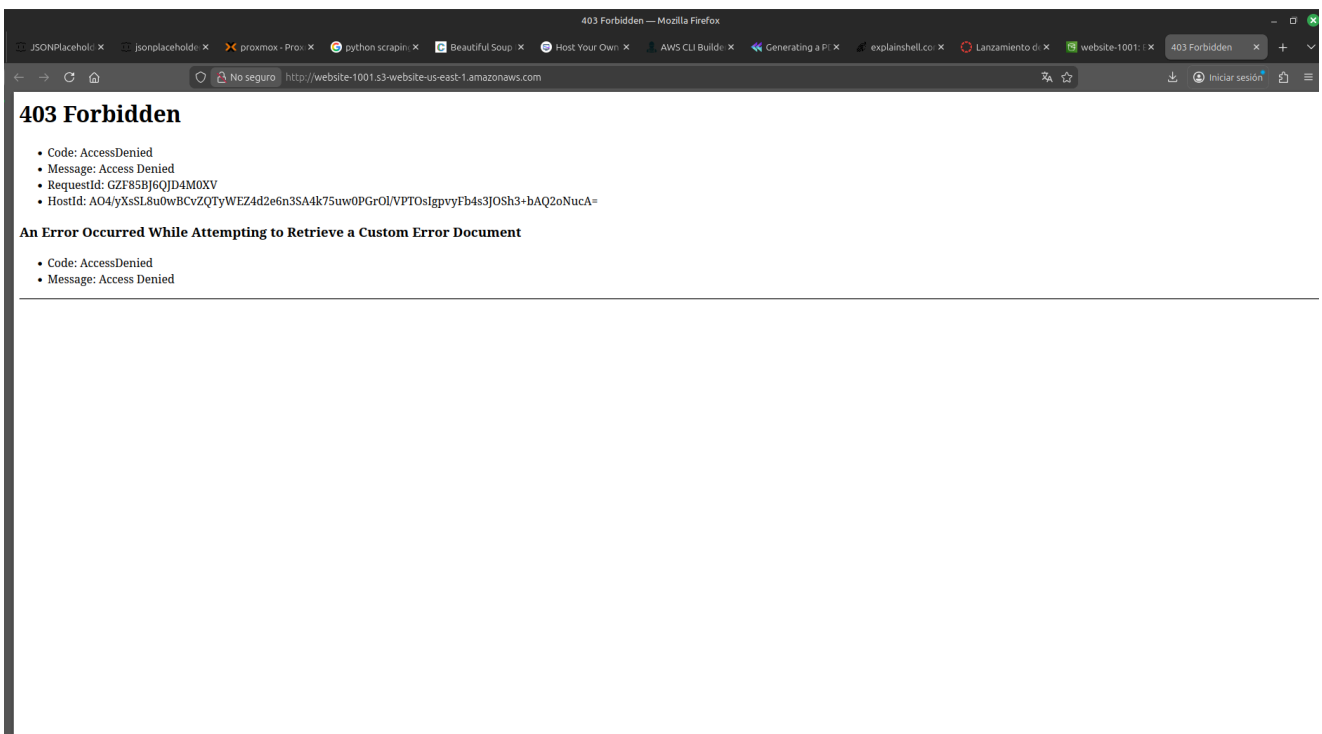 403 Forbidden — Mozilla Firefox
JSONPlacehold jsonplaceholde proxmox - Prox python scraping Beautiful Soup Host Your Own AWS CLI Builde Generating a PE explainshell.co Lanzamiento de website-1001: 403 Forbidden
No seguro http://website-1001.s3-website-us-east-1.amazonaws.com Iniciar sesión
403 Forbidden
• Code: AccessDenied
• Message: Access Denied
• RequestId: GZF85BJ6QJD4M0XV
• HostId: AO4/yXsSL8u0wBCvZQTyWEZ4d2e6n3SA4k75uw0PGrOl/VPTOsIgpvyFb4s3JOSh3+bAQ2oNucA=
An Error Occurred While Attempting to Retrieve a Custom Error Document
• Code: AccessDenied
• Message: Access Denied